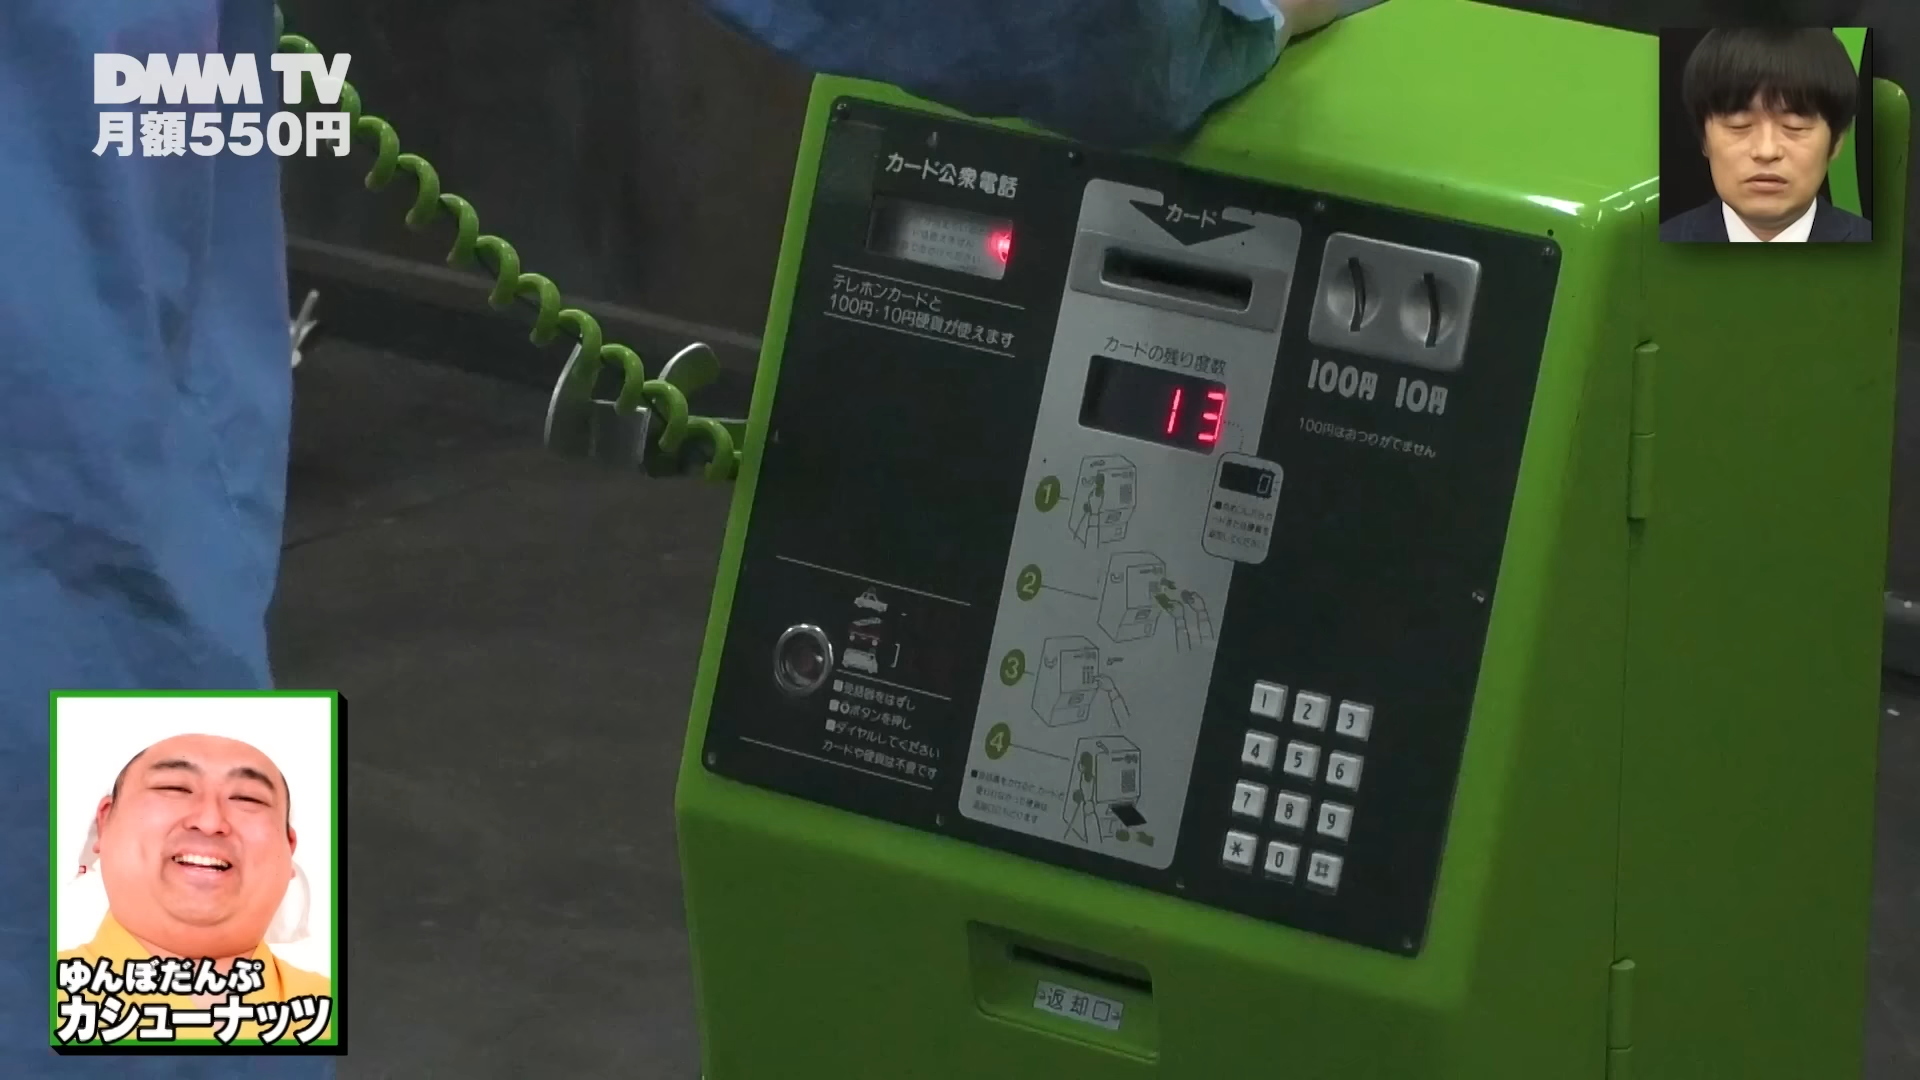 DMM TV
月額550円
カード公衆電話
テレホンカードと
100円・10円硬貨が使えます
カード
カードの残り度数
13
100円 10円
100円はおつりがでません
0
1
2
3
4
■受話器をはずし
■ボタンを押し
■ダイヤルしてください
カードや硬貨は不要です
1 2 3
4 5 6
7 8 9
* 0 #
返却口
ゆんぼだんぷ
カシューナッツ